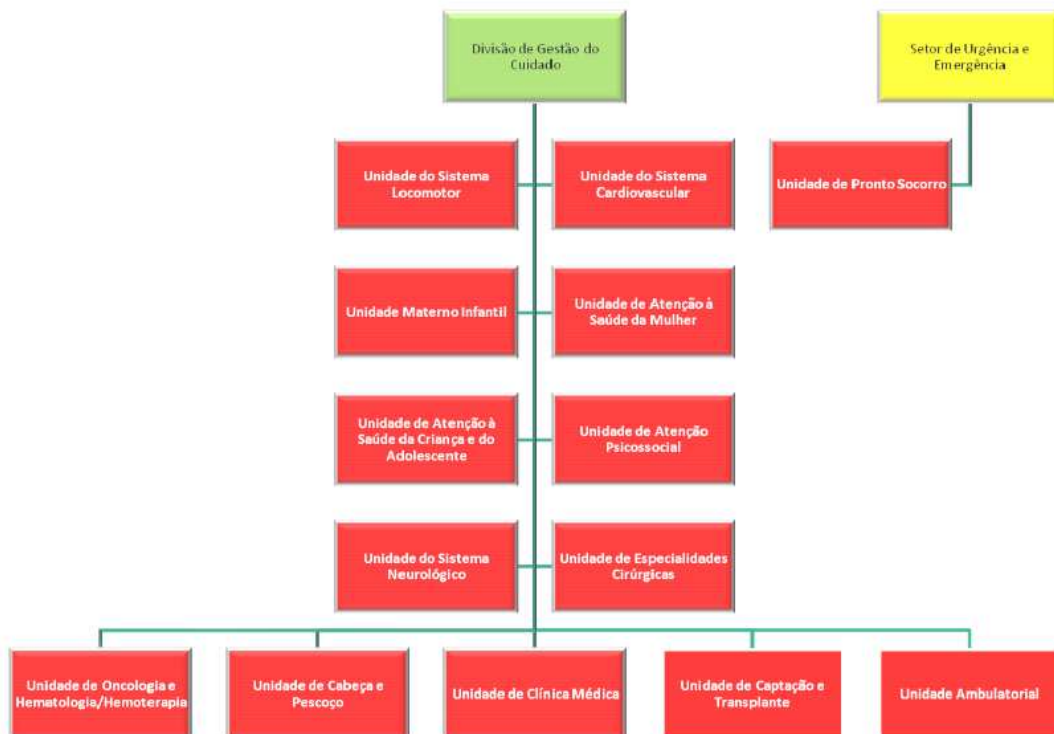 Divisão de Gestão do
Cuidado
Setor de Urgência e
Emergência
Unidade do Sistema
Locomotor
Unidade do Sistema
Cardiovascular
Unidade de Pronto Socorro
Unidade Materno Infantil
Unidade de Atenção à
Saúde da Mulher
Unidade de Atenção à
Saúde da Criança e do
Adolescente
Unidade de Atenção
Psicossocial
Unidade do Sistema
Neurológico
Unidade de Especialidades
Cirúrgicas
Unidade de Oncologia e
Hematologia/Hemoterapia
Unidade de Cabeça e
Pescoço
Unidade de Clínica Médica
Unidade de Captação e
Transplante
Unidade Ambulatorial